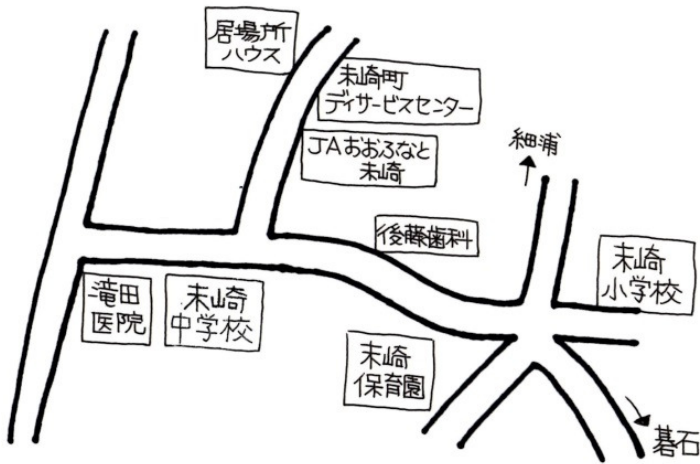 居場所
ハウス
末崎町
デイサービスセンター
JAおおふなと
末崎
細浦
後藤歯科
末崎
小学校
滝田
医院
末崎
中学校
末崎
保育園
碁石